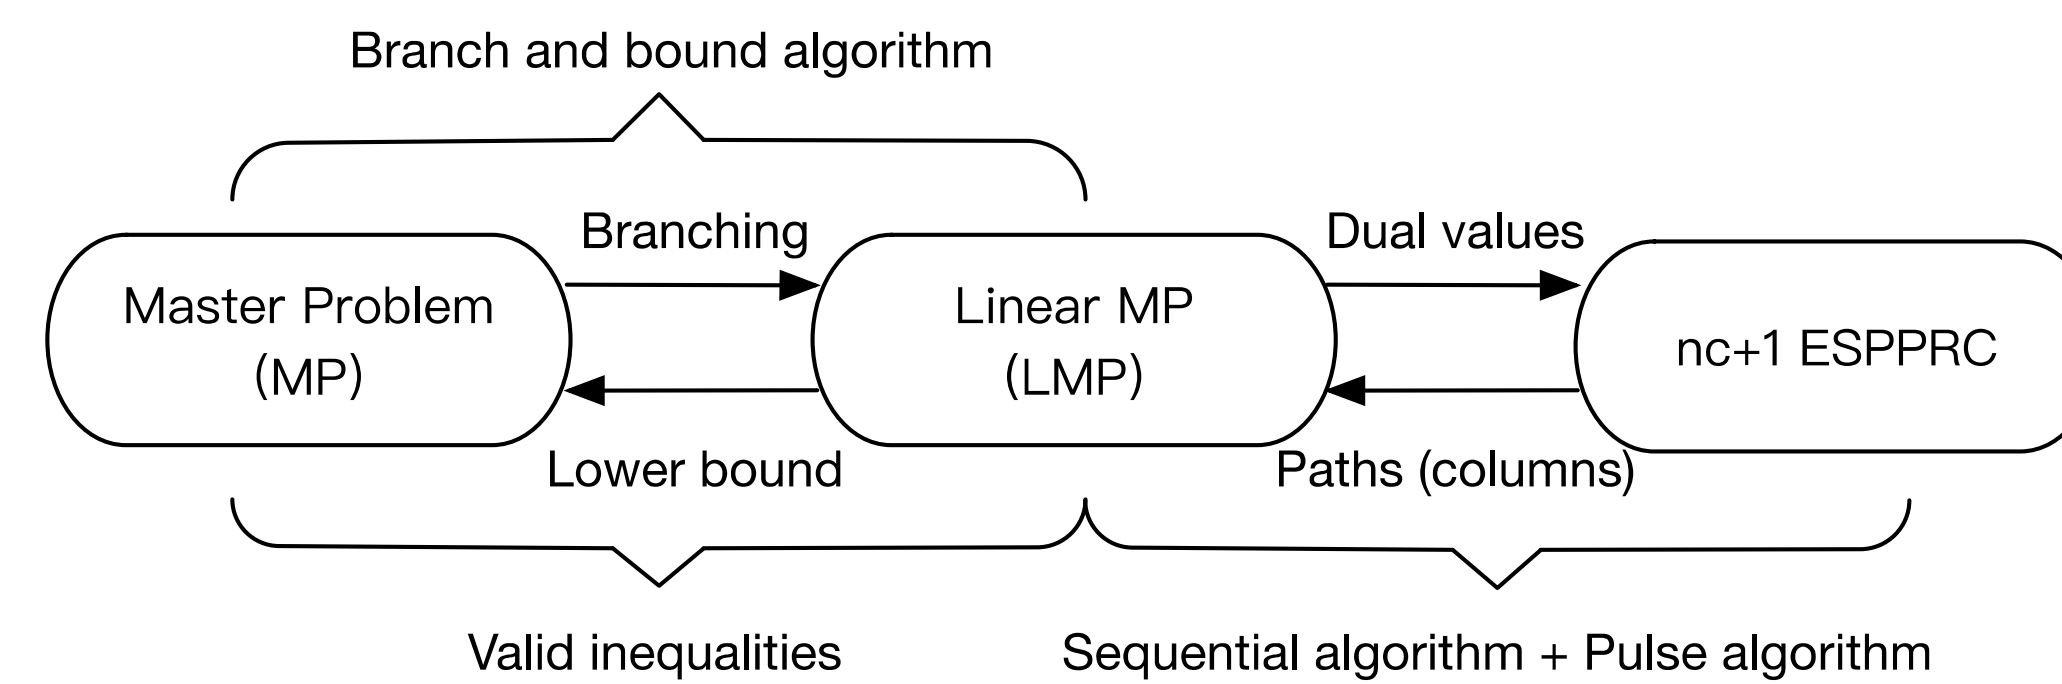 Branch and bound algorithm
Branching
Dual values
Master Problem
(MP)
Linear MP
(LMP)
nc+1 ESPPRC
Lower bound
Paths (columns)
Valid inequalities
Sequential algorithm + Pulse algorithm